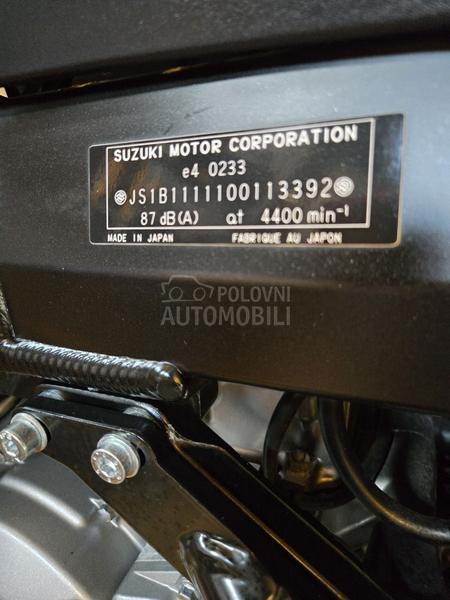 SUZUKI MOTOR CORPORATION
e4 0233
JS1B1111100113392
87 dB(A) at 4400 min⁻¹
MADE IN JAPAN FABRIQUE AU JAPON
POLOVNI
AUTOMOBILI